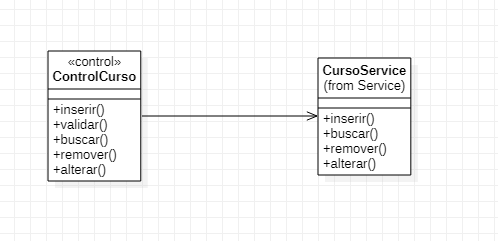 «control»
ControlCurso
+inserir()
+validar()
+buscar()
+remover()
+alterar()
CursoService
(from Service)
+inserir()
+buscar()
+remover()
+alterar()